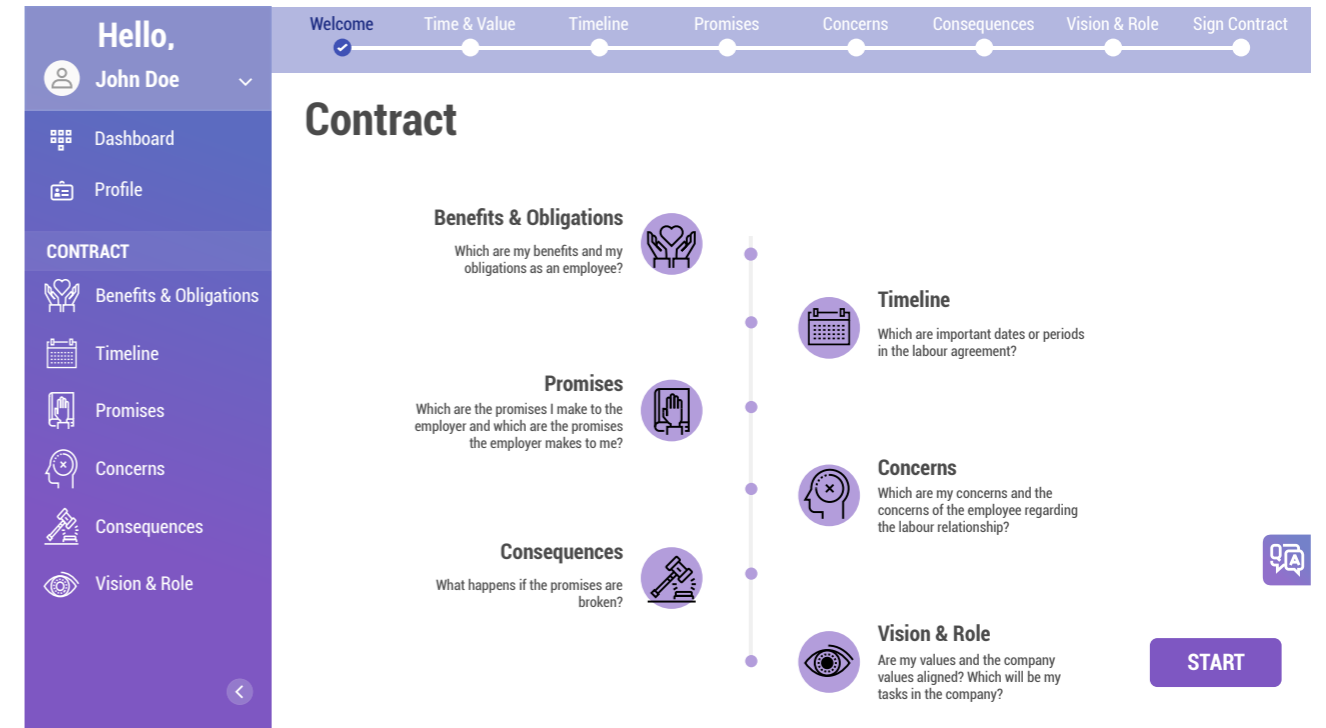 Hello,
John Doe
Dashboard
Profile
CONTRACT
Benefits & Obligations
Timeline
Promises
Concerns
Consequences
Vision & Role
Welcome
Time & Value
Timeline
Promises
Concerns
Consequences
Vision & Role
Sign Contract
Contract
Benefits & Obligations
Which are my benefits and my
obligations as an employee?
Timeline
Which are important dates or periods
in the labour agreement?
Promises
Which are the promises I make to the
employer and which are the promises
the employer makes to me?
Concerns
Which are my concerns and the
concerns of the employee regarding
the labour relationship?
Consequences
What happens if the promises are
broken?
Vision & Role
Are my values and the company
values aligned? Which will be my
tasks in the company?
Q A
START